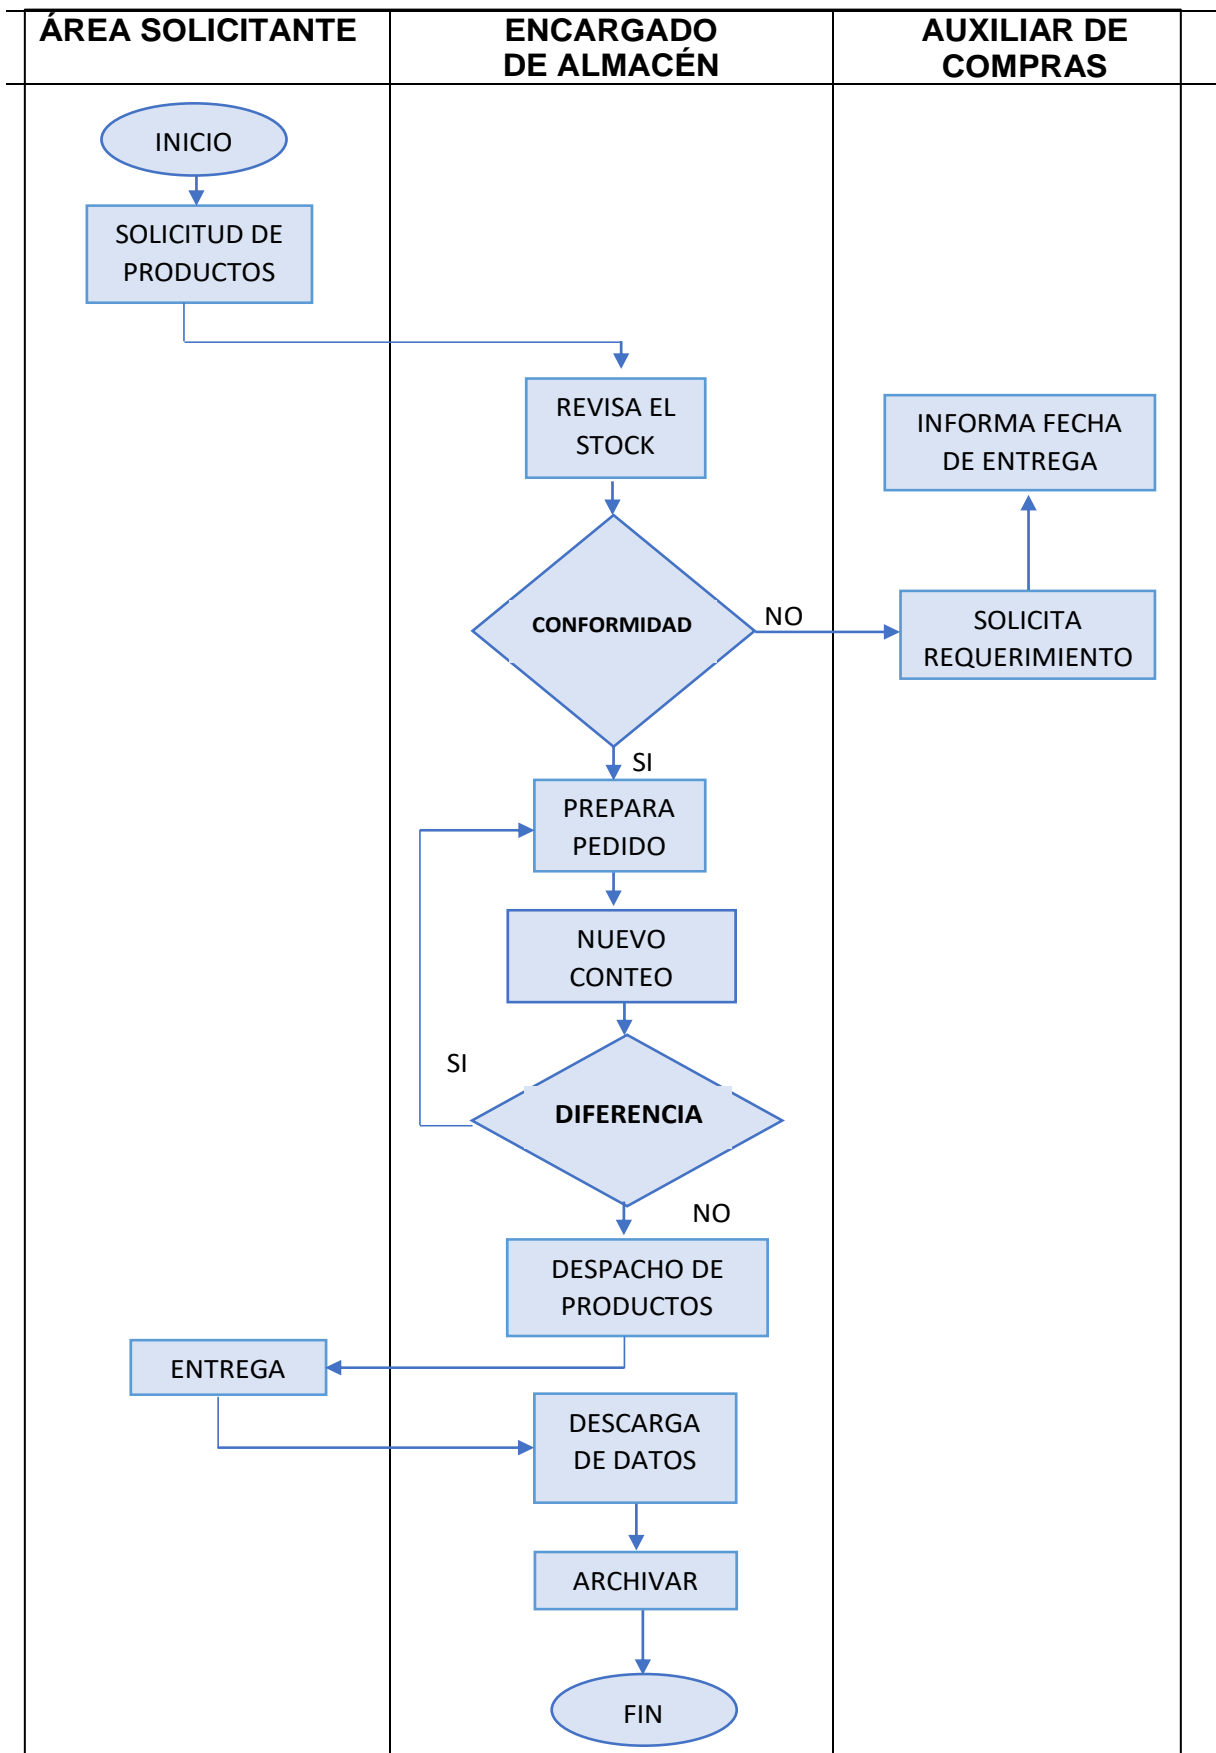 ÁREA SOLICITANTE
ENCARGADO
DE ALMACÉN
AUXILIAR DE
COMPRAS
INICIO
SOLICITUD DE
PRODUCTOS
REVISA EL
STOCK
INFORMA FECHA
DE ENTREGA
CONFORMIDAD
NO
SOLICITA
REQUERIMIENTO
SI
PREPARA
PEDIDO
NUEVO
CONTEO
SI
DIFERENCIA
NO
DESPACHO DE
PRODUCTOS
ENTREGA
DESCARGA
DE DATOS
ARCHIVAR
FIN